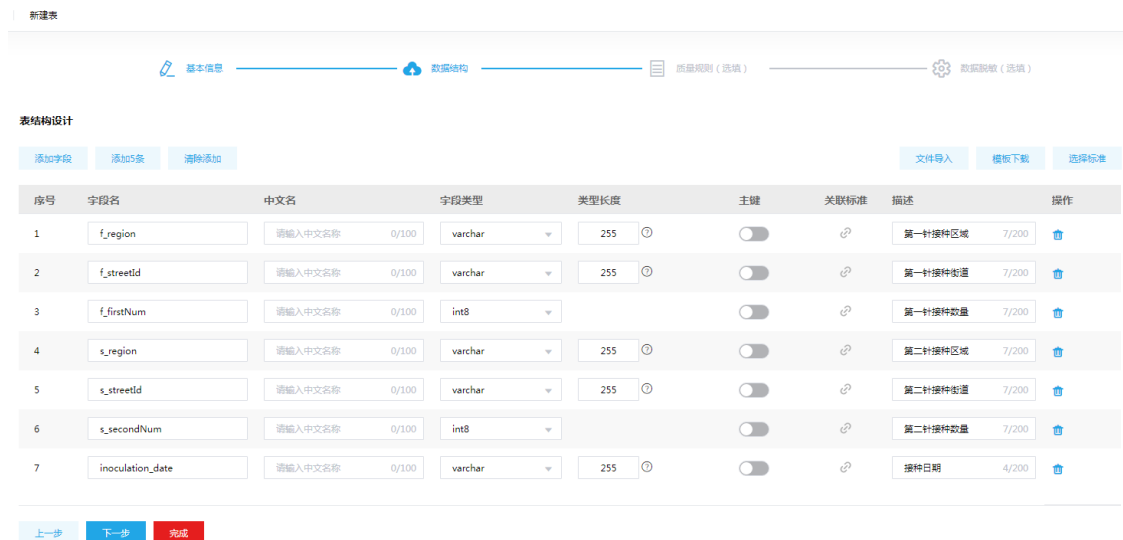 新建表
基本信息 数据结构 质量规则（选填） 数据脱敏（选填）
表结构设计
添加字段 添加5条 清除添加 文件导入 模板下载 选择标准
序号 字段名 中文名 字段类型 类型长度 主键 关联标准 描述 操作
1 f_region 请输入中文名称 0/100 varchar 255 ? 第一针接种区域 7/200
2 f_streetId 请输入中文名称 0/100 varchar 255 ? 第一针接种街道 7/200
3 f_firstNum 请输入中文名称 0/100 int8 第一针接种数量 7/200
4 s_region 请输入中文名称 0/100 varchar 255 ? 第二针接种区域 7/200
5 s_streetId 请输入中文名称 0/100 varchar 255 ? 第二针接种街道 7/200
6 s_secondNum 请输入中文名称 0/100 int8 第二针接种数量 7/200
7 inoculation_date 请输入中文名称 0/100 varchar 255 ? 接种日期 4/200
上一步 下一步 完成